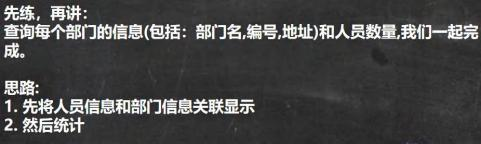 先练，再讲：
查询每个部门的信息(包括：部门名,编号,地址)和人员数量,我们一起完
成。
思路:
1. 先将人员信息和部门信息关联显示
2. 然后统计